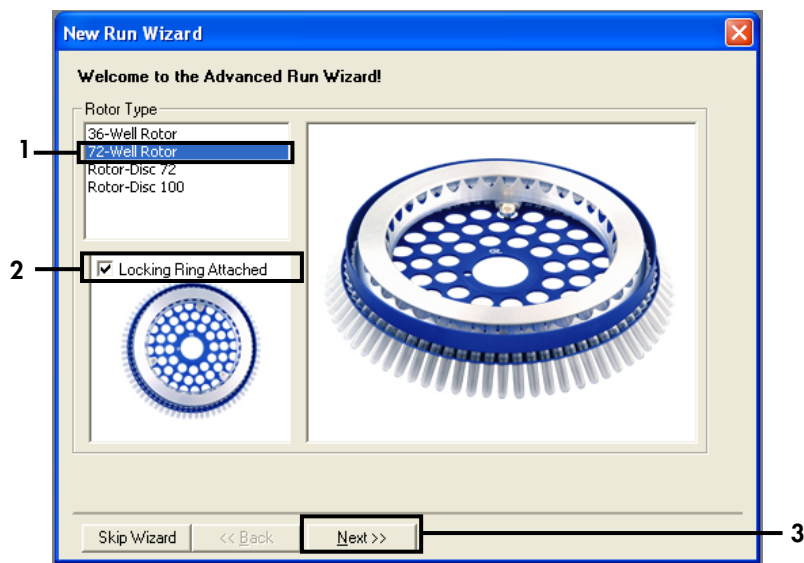 New Run Wizard
Welcome to the Advanced Run Wizard!
Rotor Type
36-Well Rotor
1
72-Well Rotor
Rotor-Disc 72
Rotor-Disc 100
2
Locking Ring Attached
Skip Wizard
<< Back
Next >>
3